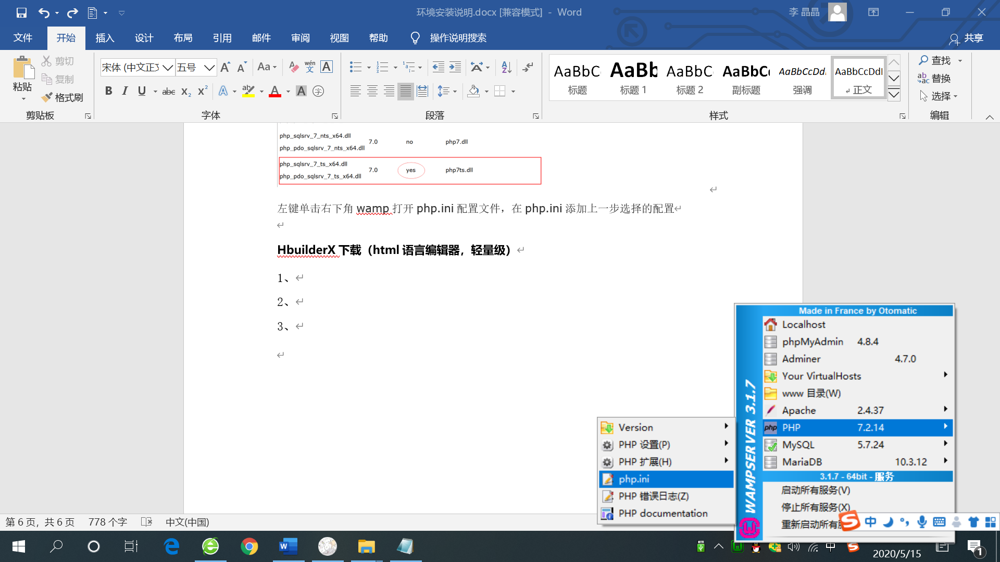 环境安装说明.docx [兼容模式] - Word
李 晶晶
文件 开始 插入 设计 布局 引用 邮件 审阅 视图 帮助 操作说明搜索 共享
粘贴
剪切
复制
格式刷
剪贴板
宋体 (中文正文 五号
字体
段落
AaBbC AaBb AaBbC AaBbC AaBbCcDd AaBbCcDdI
标题 标题 1 标题 2 副标题 强调 正文
样式
查找
替换
选择
编辑
php_sqlsrv_7_nts_x64.dll
php_pdo_sqlsrv_7_nts_x64.dll
7.0 no php7.dll
php_sqlsrv_7_ts_x64.dll
php_pdo_sqlsrv_7_ts_x64.dll
7.0 yes php7ts.dll
左键单击右下角 wamp 打开 php.ini 配置文件，在 php.ini 添加上一步选择的配置
HbuilderX 下载（html 语言编辑器，轻量级）
1、
2、
3、
Made in France by Otomatic
Localhost
phpMyAdmin 4.8.4
Adminer 4.7.0
Your VirtualHosts
www 目录(W)
Apache 2.4.37
PHP 7.2.14
MySQL 5.7.24
MariaDB 10.3.12
3.1.7 - 64bit - 服务
启动所有服务(V)
停止所有服务(X)
重新启动所有
WAMPSERVER 3.1.7
Version
PHP 设置(P)
PHP 扩展(H)
php.ini
PHP 错误日志(Z)
PHP documentation
中
第 6 页，共 6 页 778 个字 中文(中国)
中
2020/5/15
1